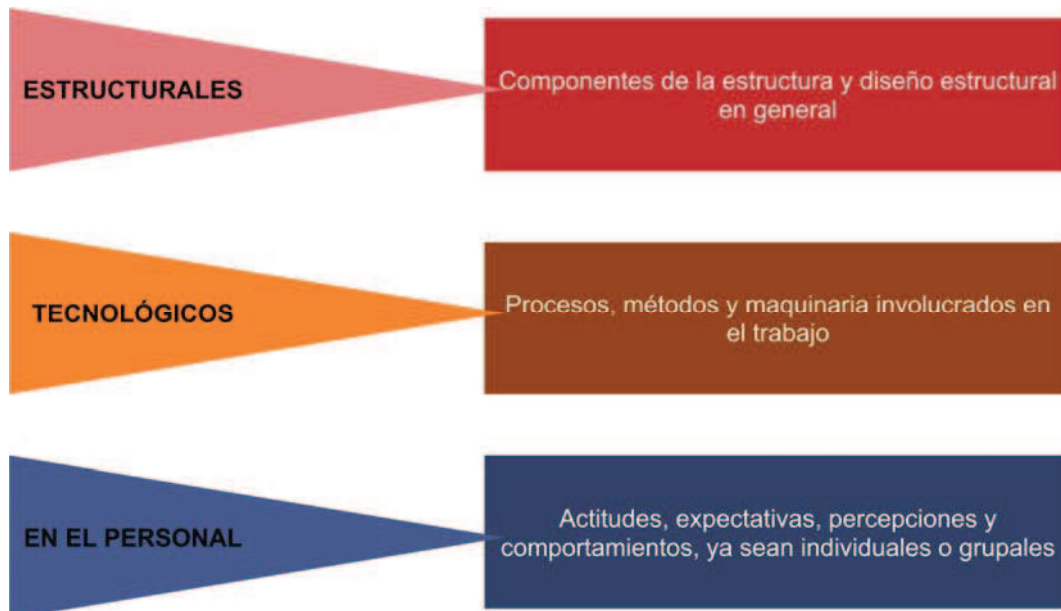 ESTRUCTURALES
Componentes de la estructura y diseño estructural
en general
TECNOLÓGICOS
Procesos, métodos y maquinaria involucrados en
el trabajo
EN EL PERSONAL
Actitudes, expectativas, percepciones y
comportamientos, ya sean individuales o grupales